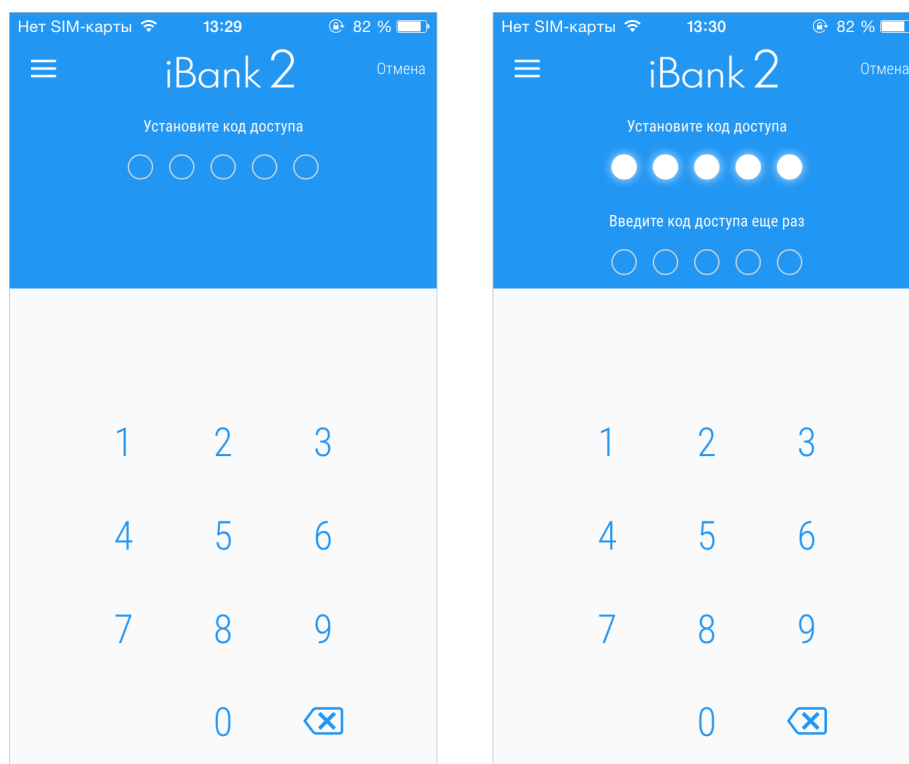 Нет SIM-карты 13:29 82 %
iBank 2 Отмена
Установите код доступа
1 2 3
4 5 6
7 8 9
0
Нет SIM-карты 13:30 82 %
iBank 2 Отмена
Установите код доступа
Введите код доступа еще раз
1 2 3
4 5 6
7 8 9
0